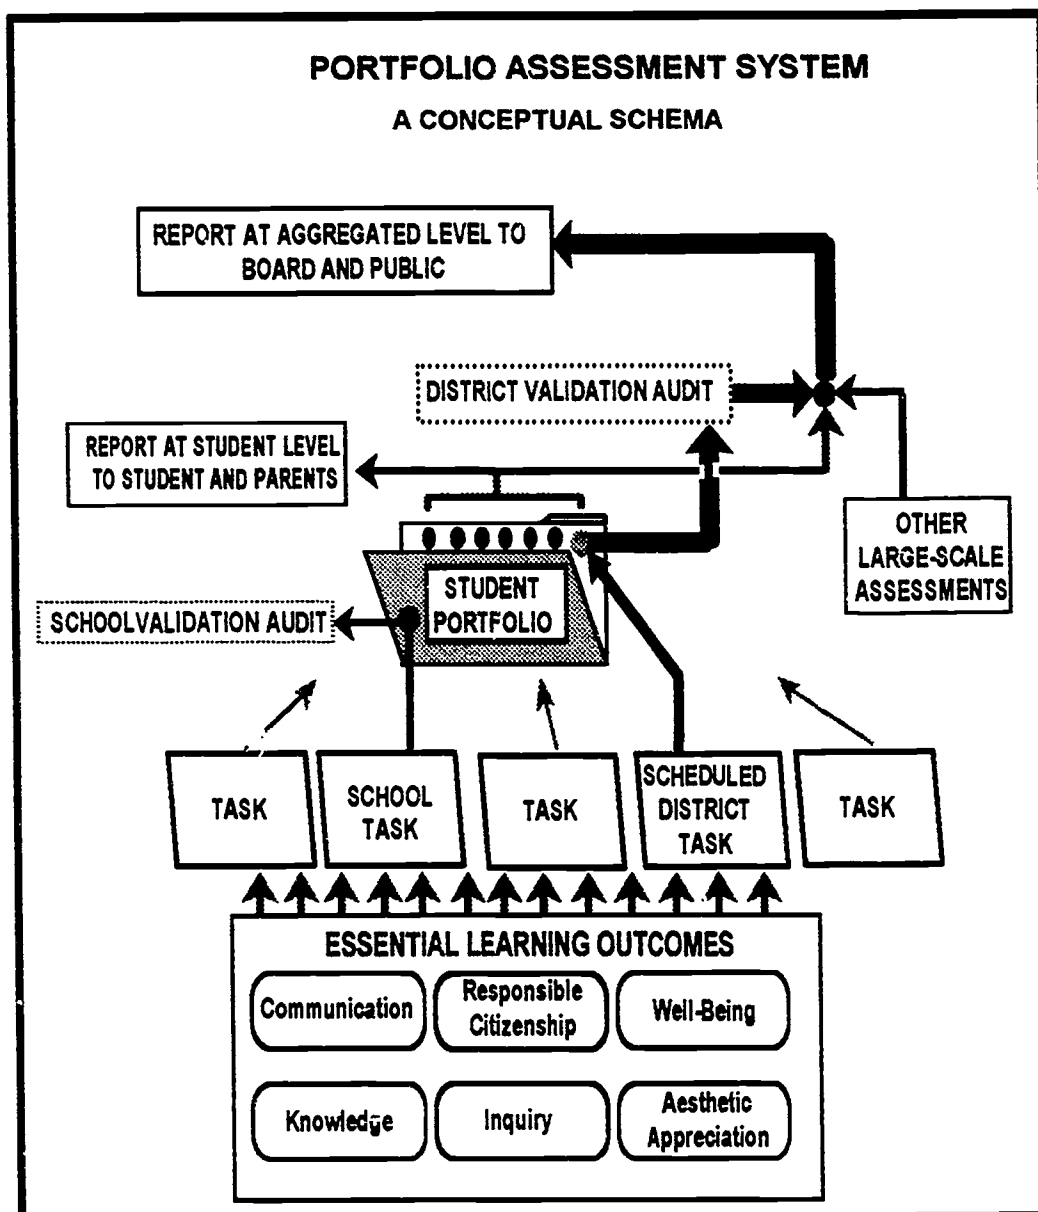 PORTFOLIO ASSESSMENT SYSTEM
A CONCEPTUAL SCHEMA
REPORT AT AGGREGATED LEVEL TO
BOARD AND PUBLIC
DISTRICT VALIDATION AUDIT
REPORT AT STUDENT LEVEL
TO STUDENT AND PARENTS
OTHER
LARGE-SCALE
ASSESSMENTS
STUDENT
PORTFOLIO
SCHOOLVALIDATION AUDIT
TASK
SCHOOL
TASK
TASK
SCHEDULED
DISTRICT
TASK
TASK
ESSENTIAL LEARNING OUTCOMES
Communication
Responsible
Citizenship
Well-Being
Knowledge
Inquiry
Aesthetic
Appreciation